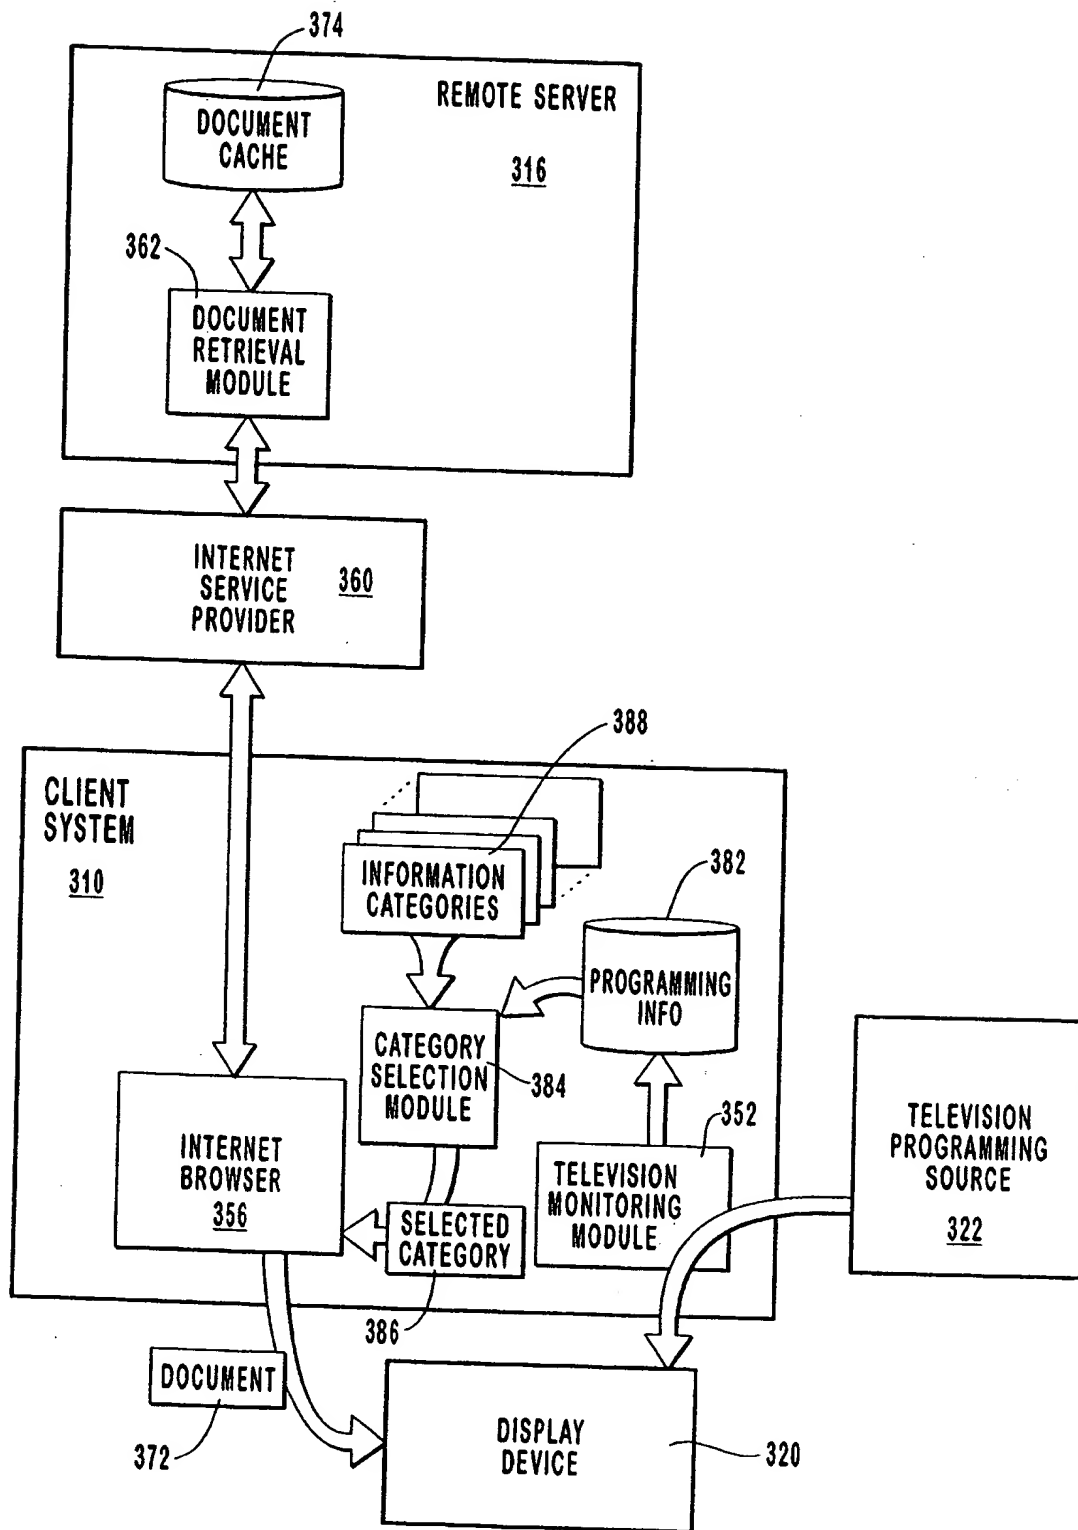 374
REMOTE SERVER
316
DOCUMENT
CACHE
362
DOCUMENT
RETRIEVAL
MODULE
INTERNET
SERVICE
PROVIDER
360
388
CLIENT
SYSTEM
310
INFORMATION
CATEGORIES
382
PROGRAMMING
INFO
CATEGORY
SELECTION
MODULE
384
352
TELEVISION
PROGRAMMING
SOURCE
322
INTERNET
BROWSER
356
TELEVISION
MONITORING
MODULE
SELECTED
CATEGORY
386
DOCUMENT
372
DISPLAY
DEVICE
320